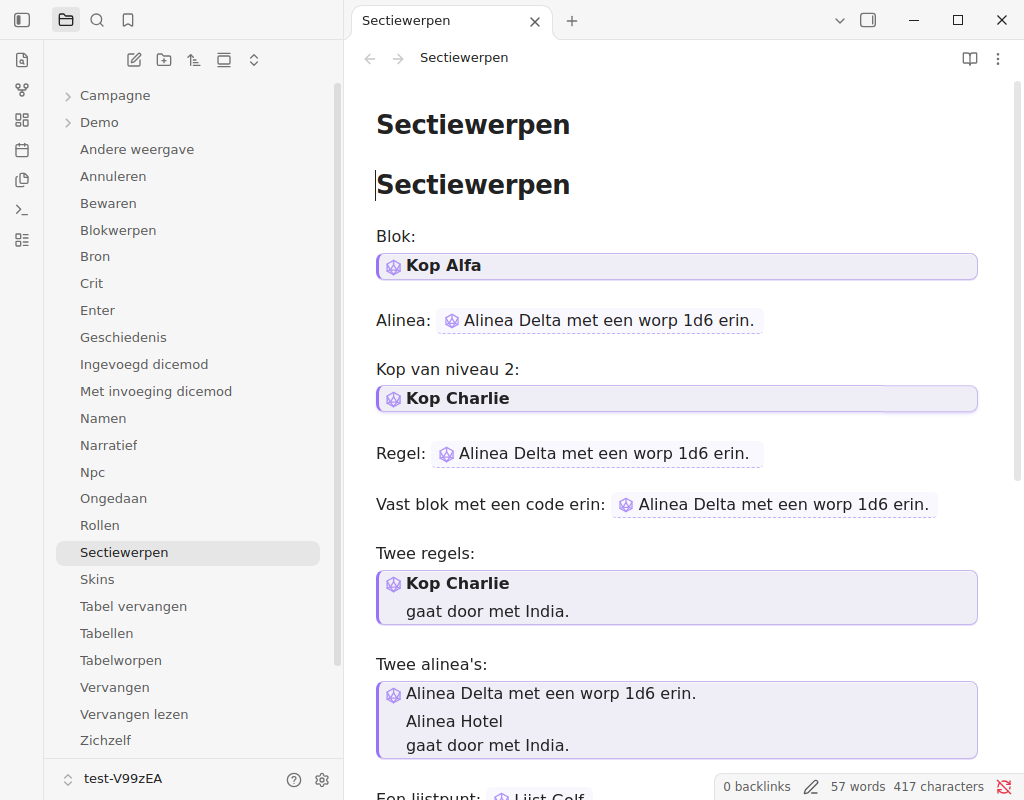 Sectiewerpen
Sectiewerpen
Campagne
Demo
Andere weergave
Annuleren
Bewaren
Blokwerpen
Bron
Crit
Enter
Geschiedenis
Ingevoegd dicemod
Met invoeging dicemod
Namen
Narratief
Npc
Ongedaan
Rollen
Sectiewerpen
Skins
Tabel vervangen
Tabellen
Tabelworpen
Vervangen
Vervangen lezen
Zichzelf
test-V99zEA
Sectiewerpen
Sectiewerpen
Blok:
Kop Alfa
Alinea: Alinea Delta met een worp 1d6 erin.
Kop van niveau 2:
Kop Charlie
Regel: Alinea Delta met een worp 1d6 erin.
Vast blok met een code erin: Alinea Delta met een worp 1d6 erin.
Twee regels:
Kop Charlie
gaat door met India.
Twee alinea's:
Alinea Delta met een worp 1d6 erin.
Alinea Hotel
gaat door met India.
Een lijstpunt: Lijst Golf
0 backlinks 57 words 417 characters